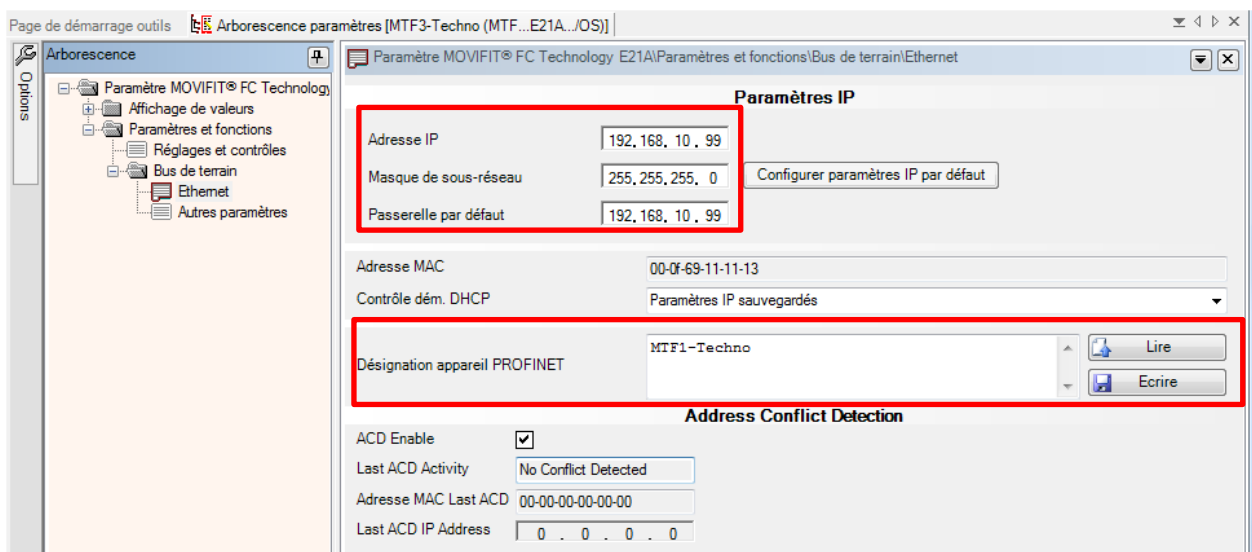 Page de démarrage outils
Arborescence paramètres [MTF3-Techno (MTF...E21A.../OS)]
Options
Arborescence
Paramètre MOVIFIT® FC Technology
Affichage de valeurs
Paramètres et fonctions
Réglages et contrôles
Bus de terrain
Ethernet
Autres paramètres
Paramètre MOVIFIT® FC Technology E21A\Paramètres et fonctions\Bus de terrain\Ethernet
Paramètres IP
Adresse IP 192.168.10.99
Masque de sous-réseau 255.255.255.0 Configurer paramètres IP par défaut
Passerelle par défaut 192.168.10.99
Adresse MAC 00-0f-69-11-11-13
Contrôle dém. DHCP Paramètres IP sauvegardés
Désignation appareil PROFINET MTF1-Techno Lire
Ecrire
Address Conflict Detection
ACD Enable
Last ACD Activity No Conflict Detected
Adresse MAC Last ACD 00-00-00-00-00-00
Last ACD IP Address 0.0.0.0